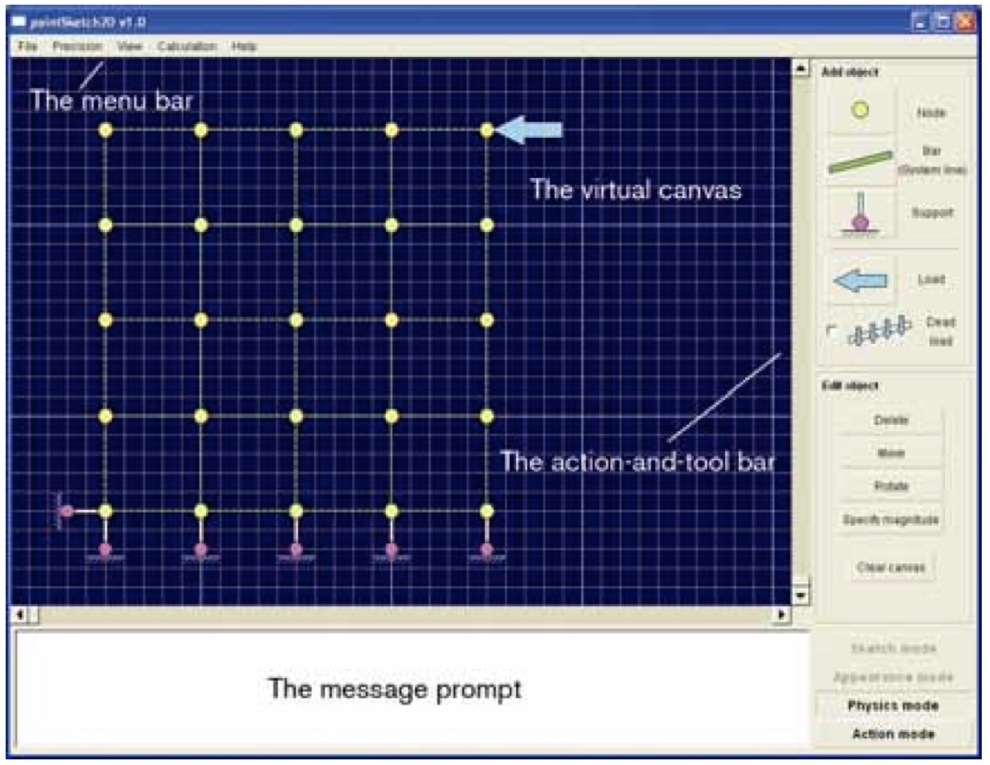 pointSketch2D v1.0
File Precision View Calculation Help
The menu bar
The virtual canvas
The action-and-tool bar
The message prompt
Add object
Node
Bar
(System line)
Support
Load
Dead
load
Edit object
Delete
Move
Rotate
Specify magnitude
Clear canvas
Sketch mode
Appearance mode
Physics mode
Action mode